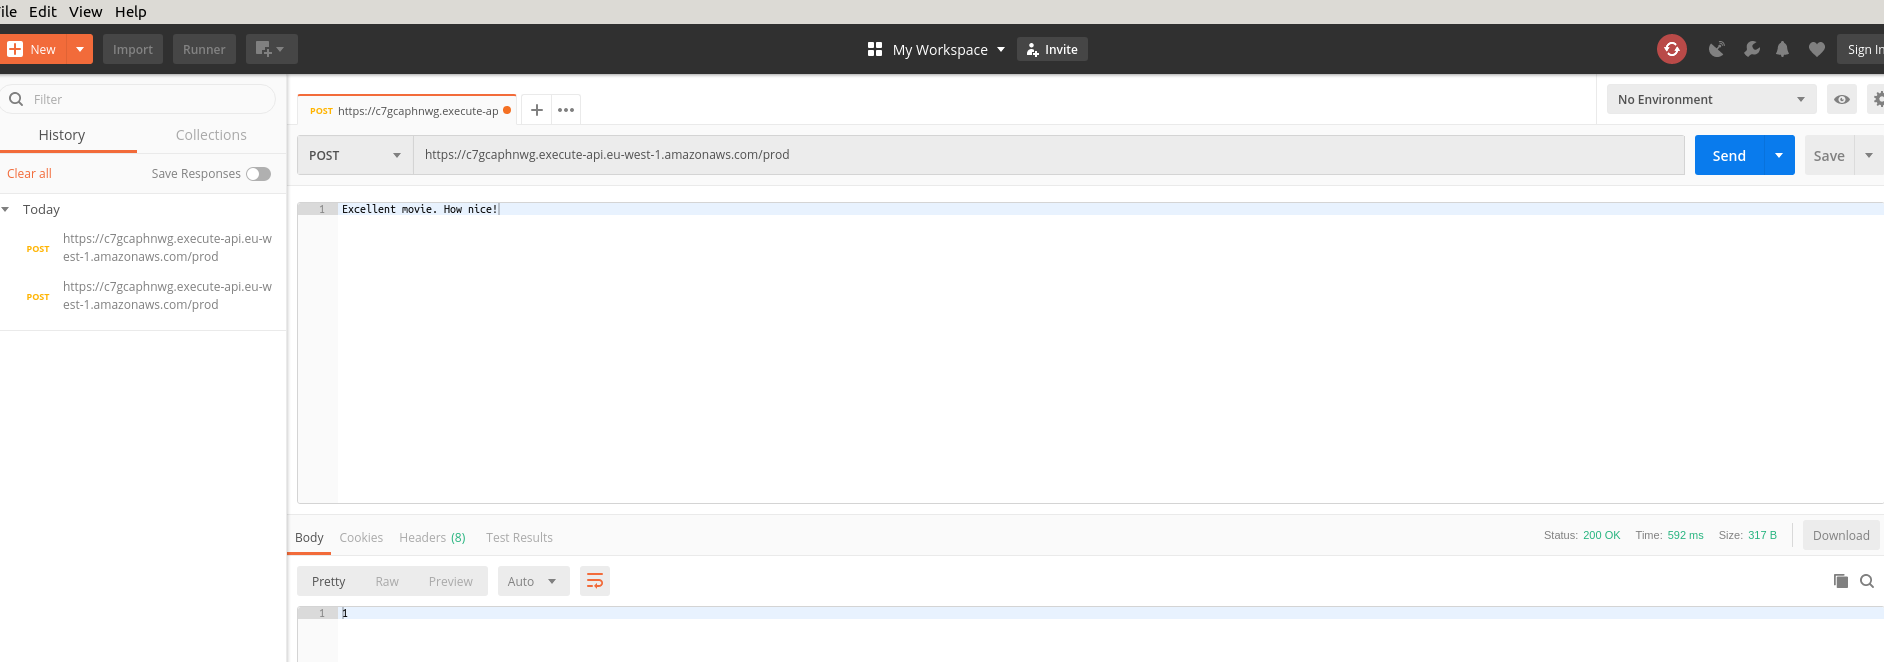 ile Edit View Help
New Import Runner My Workspace Invite Sign In
Filter
History Collections
Clear all Save Responses
Today
POST https://c7gcaphnwg.execute-api.eu-w
est-1.amazonaws.com/prod
POST https://c7gcaphnwg.execute-api.eu-w
est-1.amazonaws.com/prod
POST https://c7gcaphnwg.execute-ap
No Environment
POST https://c7gcaphnwg.execute-api.eu-west-1.amazonaws.com/prod Send Save
1 Excellent movie. How nice!
Body Cookies Headers (8) Test Results Status: 200 OK Time: 592 ms Size: 317 B Download
Pretty Raw Preview Auto
1 1